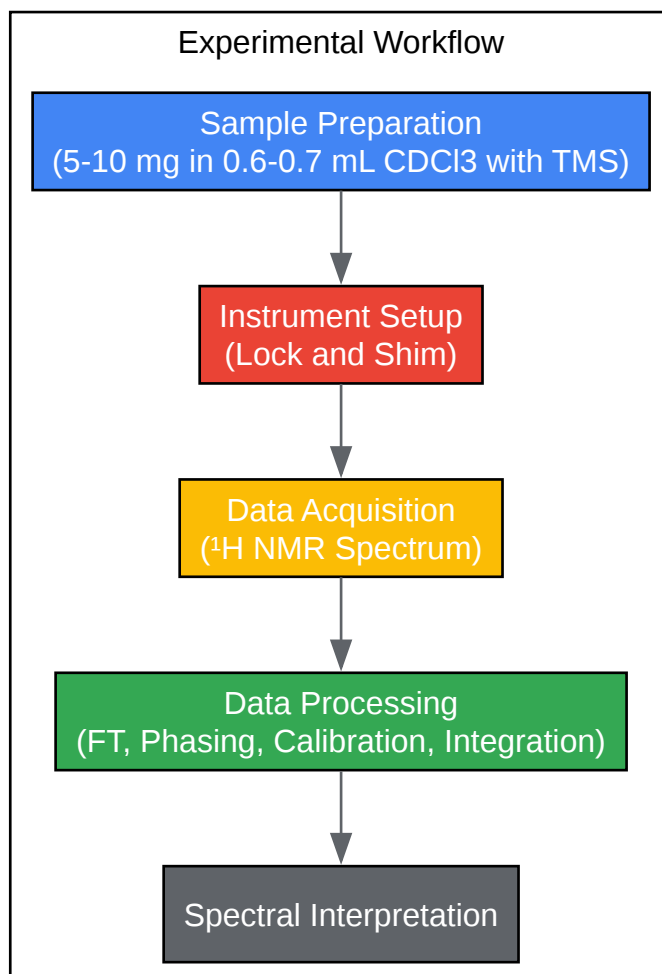 Experimental Workflow
Sample Preparation
(5-10 mg in 0.6-0.7 mL CDCl3 with TMS)
Instrument Setup
(Lock and Shim)
Data Acquisition
(¹H NMR Spectrum)
Data Processing
(FT, Phasing, Calibration, Integration)
Spectral Interpretation